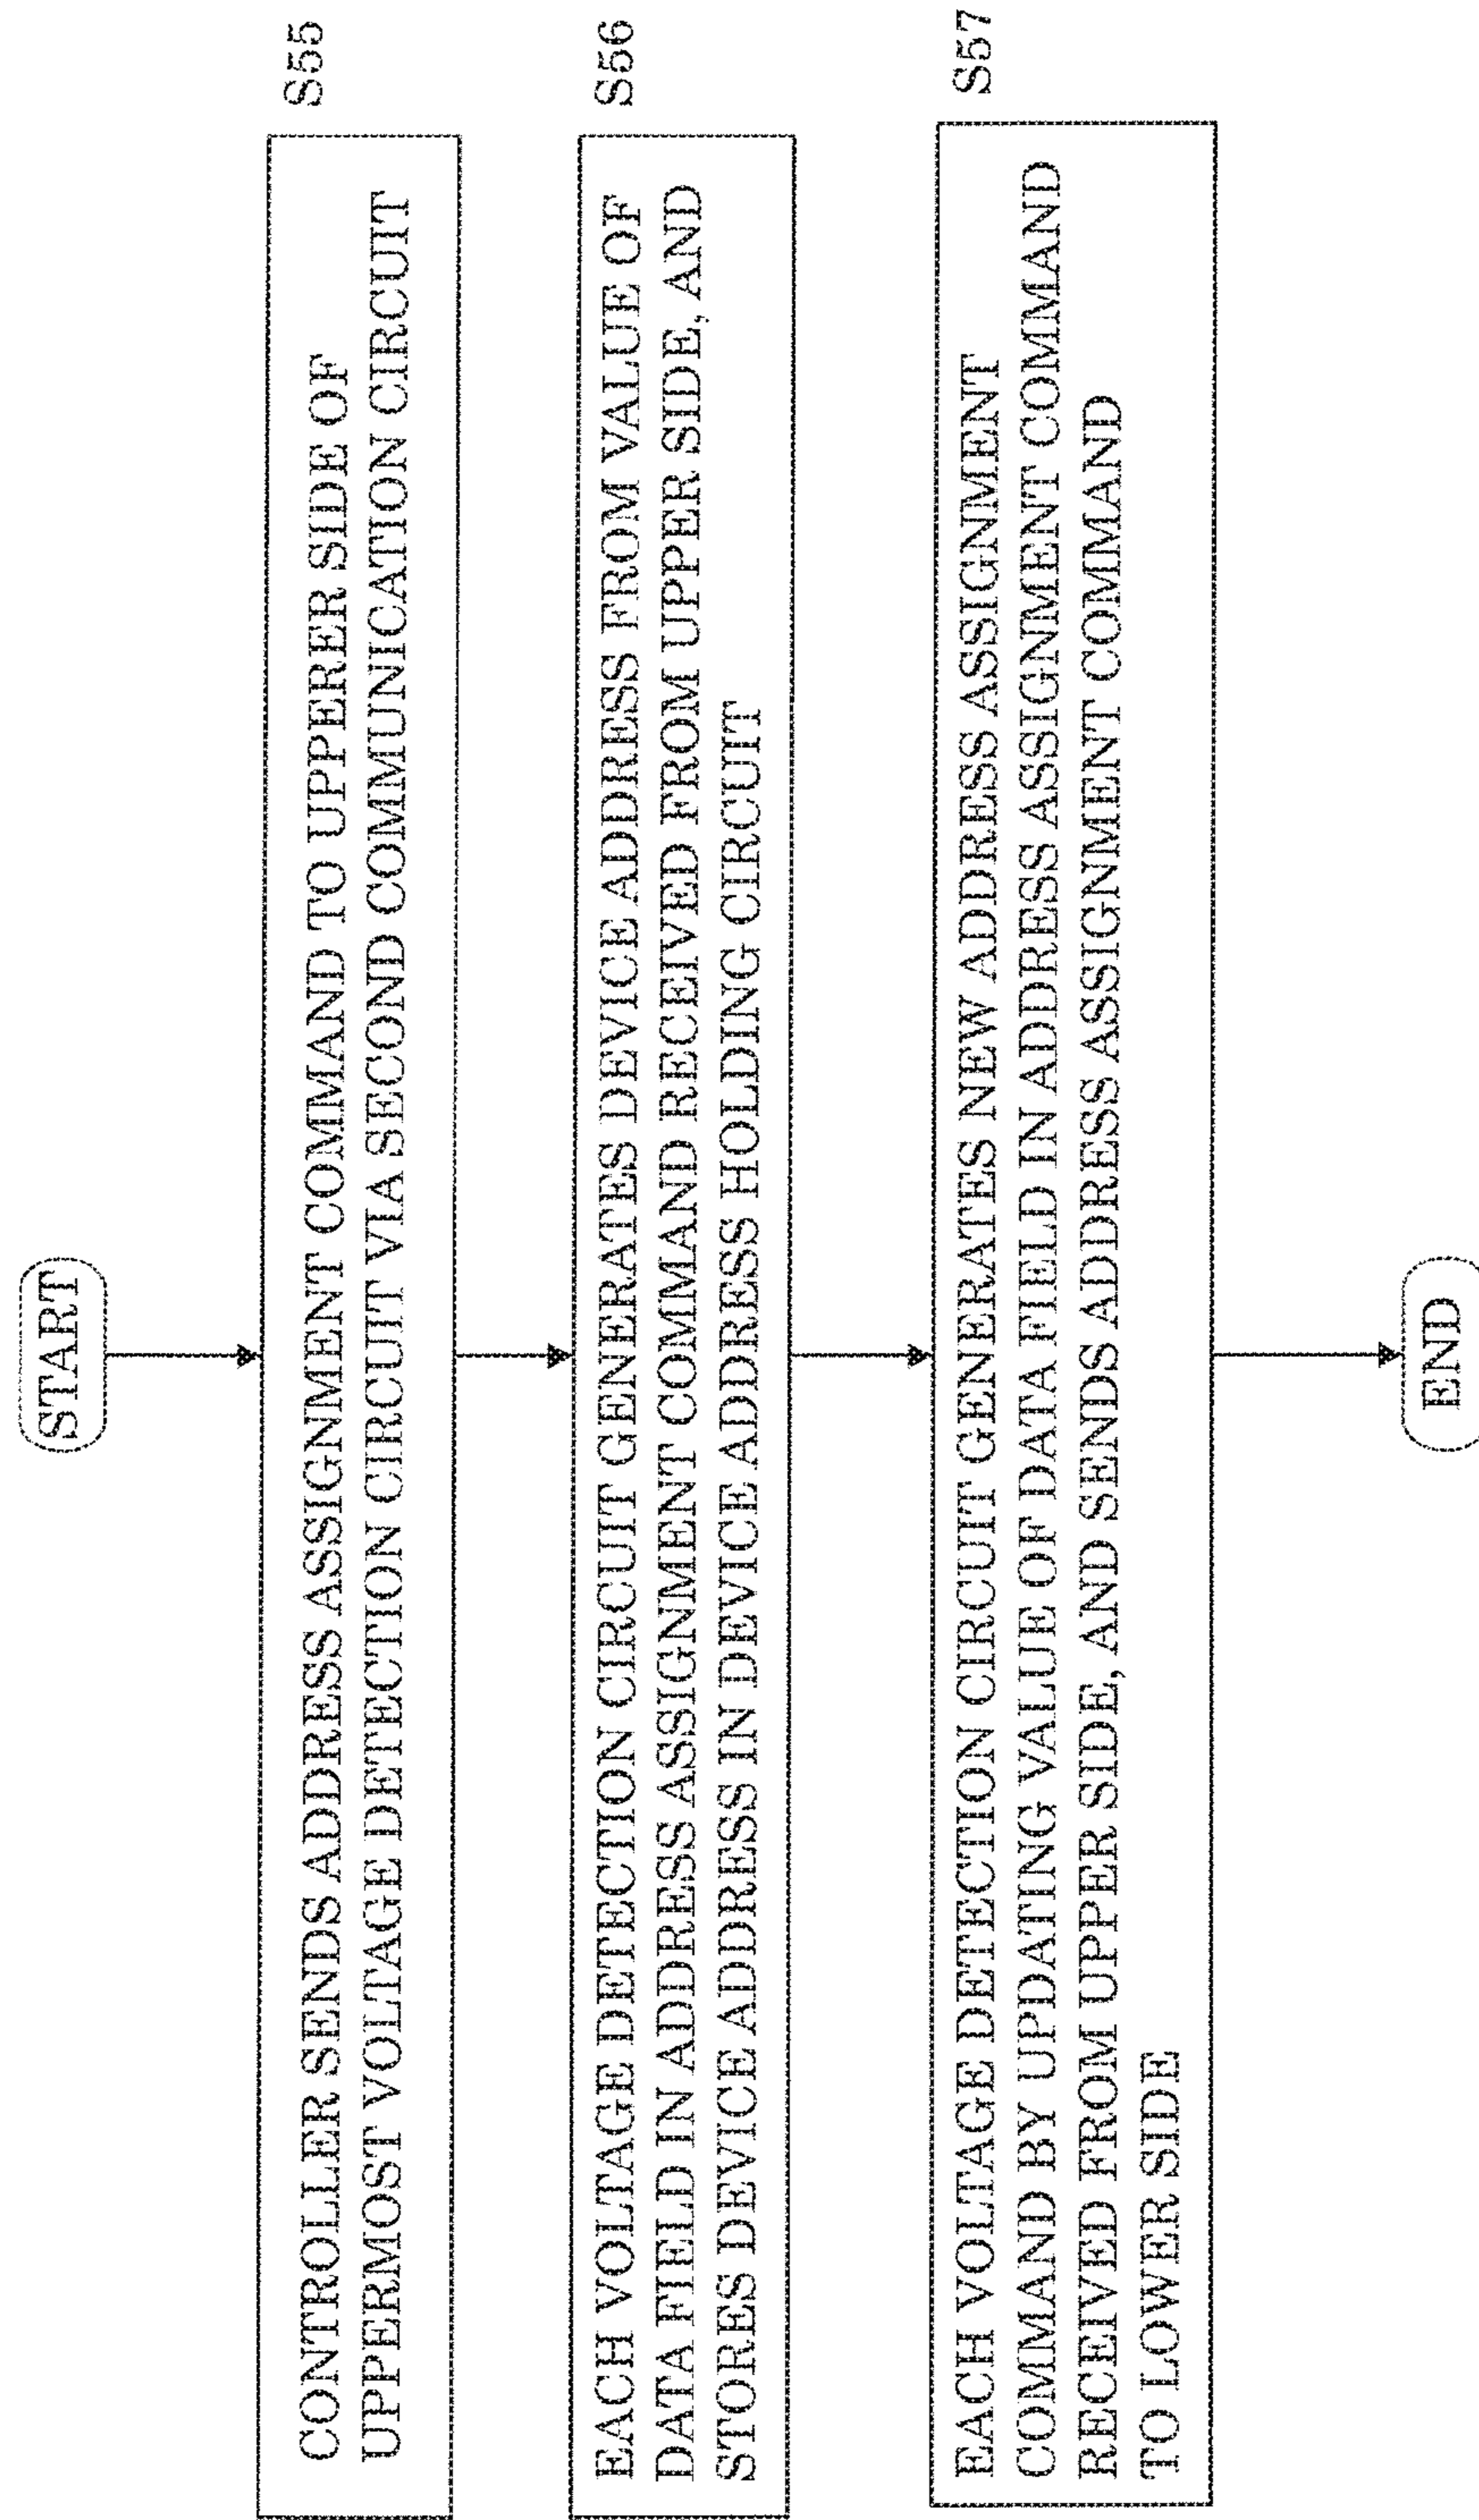 START
S55
CONTROLLER SENDS ADDRESS ASSIGNMENT COMMAND TO UPPERER SIDE OF
UPPERMOST VOLTAGE DETECTION CIRCUIT VIA SECOND COMMUNICATION CIRCUIT
S56
EACH VOLTAGE DETECTION CIRCUIT GENERATES DEVICE ADDRESS FROM VALUE OF
DATA FIELD IN ADDRESS ASSIGNMENT COMMAND RECEIVED FROM UPPER SIDE, AND
STORES DEVICE ADDRESS IN DEVICE ADDRESS HOLDING CIRCUIT
S57
EACH VOLTAGE DETECTION CIRCUIT GENERATES NEW ADDRESS ASSIGNMENT
COMMAND BY UPDATING VALUE OF DATA FIELD IN ADDRESS ASSIGNMENT COMMAND
RECEIVED FROM UPPER SIDE, AND SENDS ADDRESS ASSIGNMENT COMMAND
TO LOWER SIDE
END